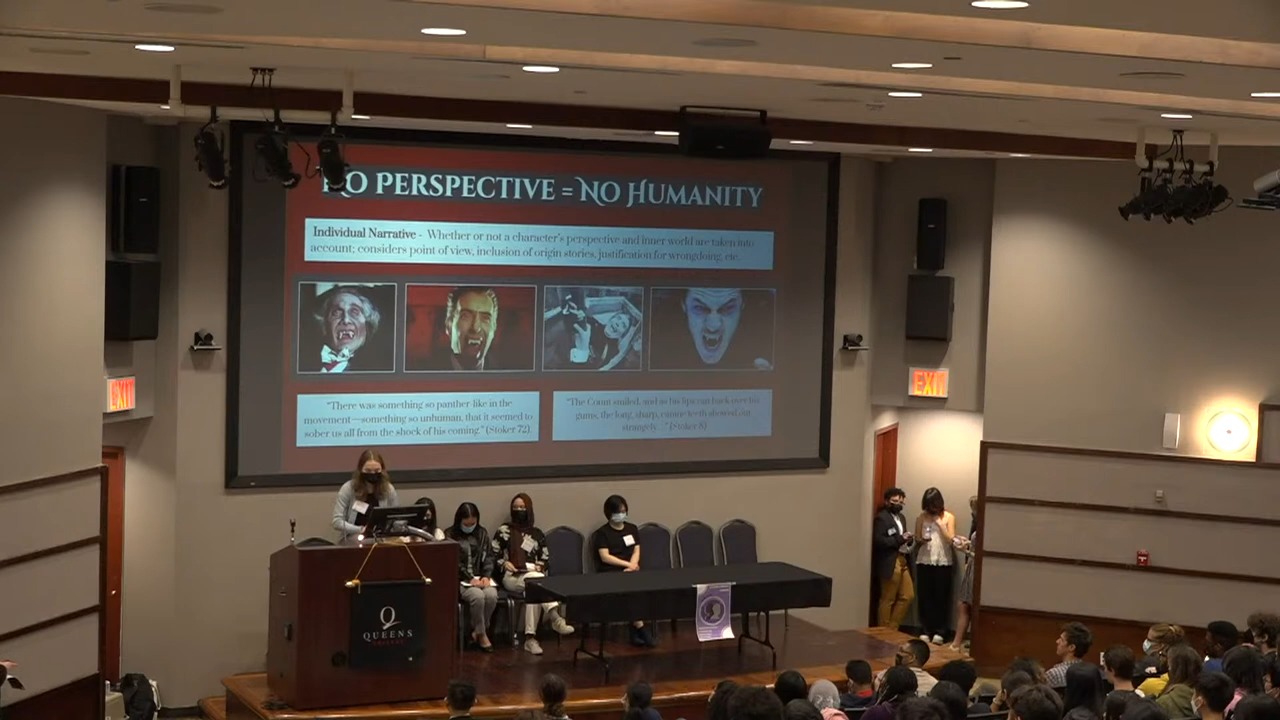 NO PERSPECTIVE = NO HUMANITY
Individual Narrative - Whether or not a character's perspective and inner world are taken into
account; considers point of view, inclusion of origin stories, justification for wrongdoing, etc.
"There was something so panther-like in the
movement—something so unhuman, that it seemed to
sober us all from the shock of his coming." (Stoker 72).
"The Count smiled, and as his lips ran back over his
gums, the long, sharp, canine teeth showed out
strangely..." (Stoker 8)
EXIT
EXIT
Q
QUEENS
COLLEGE